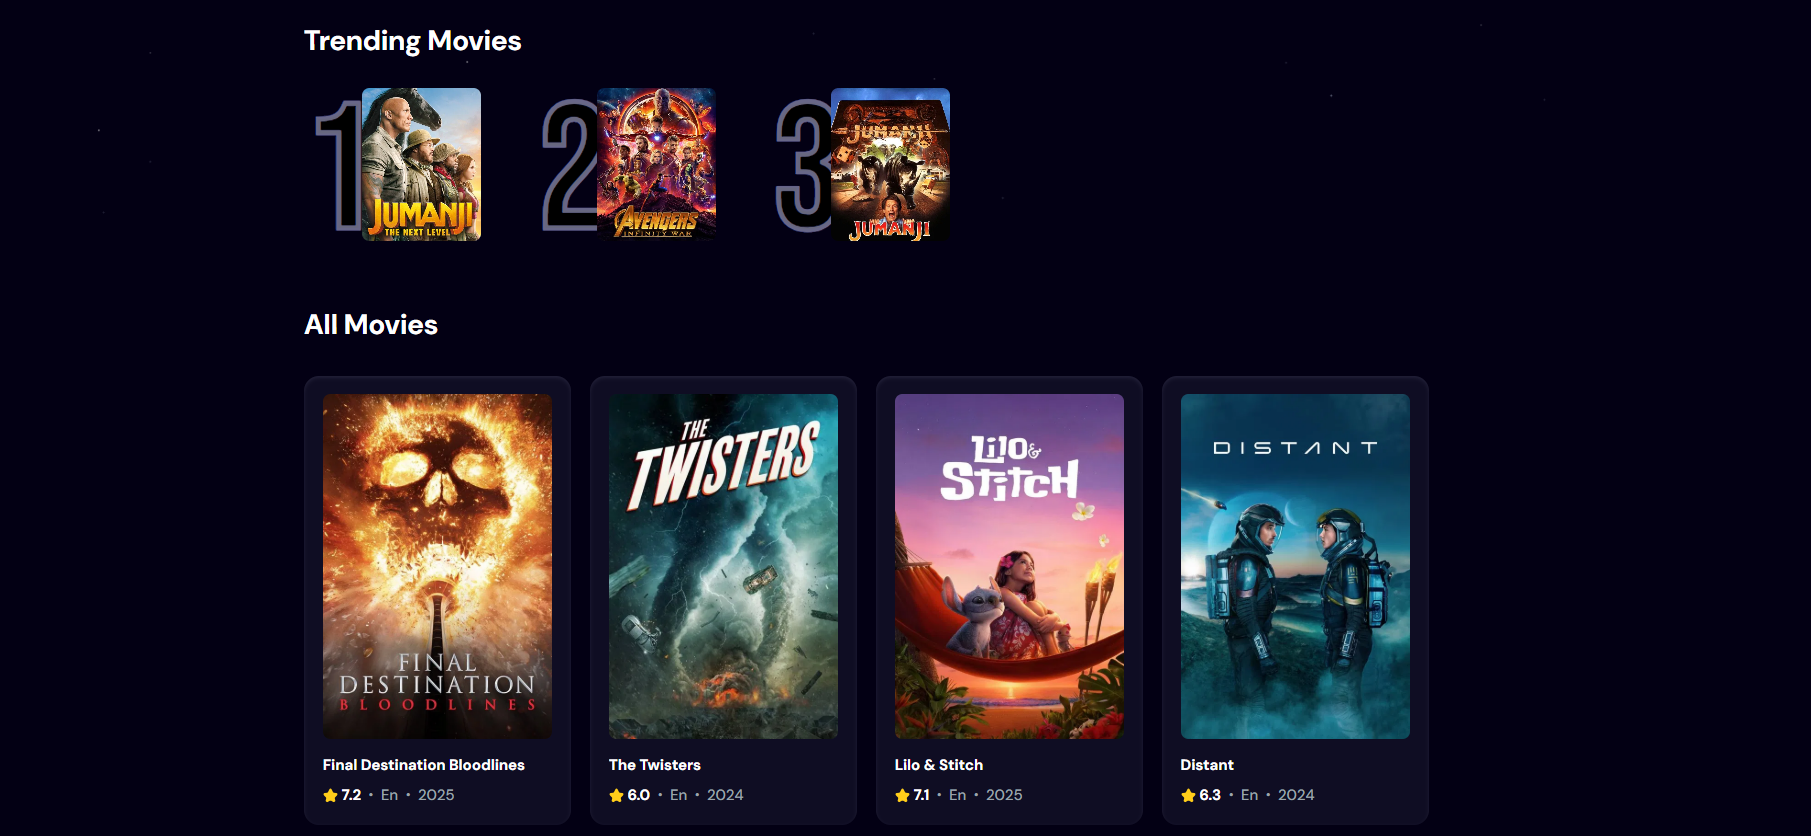 Trending Movies
1
JUMANJI
THE NEXT LEVEL
2
AVENGERS
INFINITY WAR
3
JUMANJI
JUMANJI
All Movies
FINAL
DESTINATION
BLOODLINES
THE
TWISTERS
Lilo &
Stitch
DISTANT
Final Destination Bloodlines
7.2 • En • 2025
The Twisters
6.0 • En • 2024
Lilo & Stitch
7.1 • En • 2025
Distant
6.3 • En • 2024